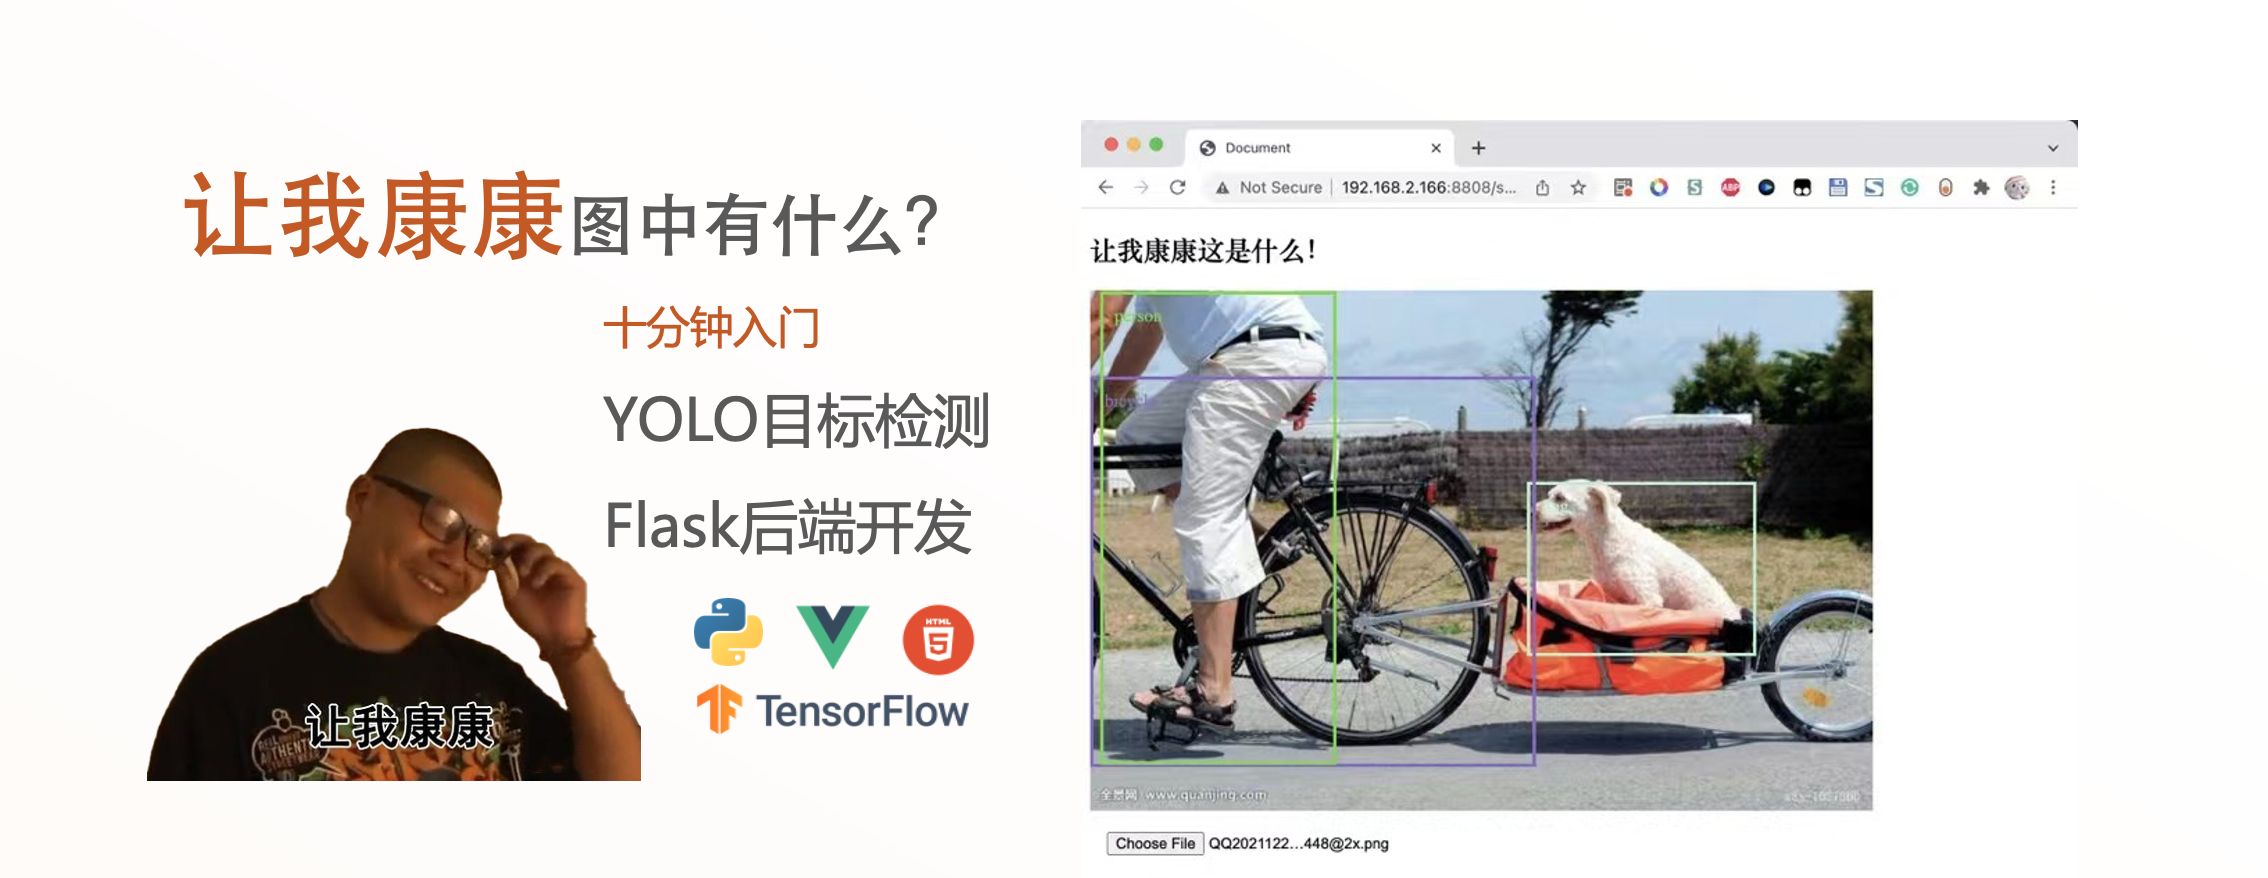 让我康康图中有什么?
十分钟入门
YOLO目标检测
Flask后端开发
HTML
5
TensorFlow
让我康康
AUTHENTIC
Document
Not Secure
192.168.2.166:8808/s...
ABP
让我康康这是什么!
person
bicycle
全景网 www.quanjing.com
Choose File QQ2021122...448@2x.png